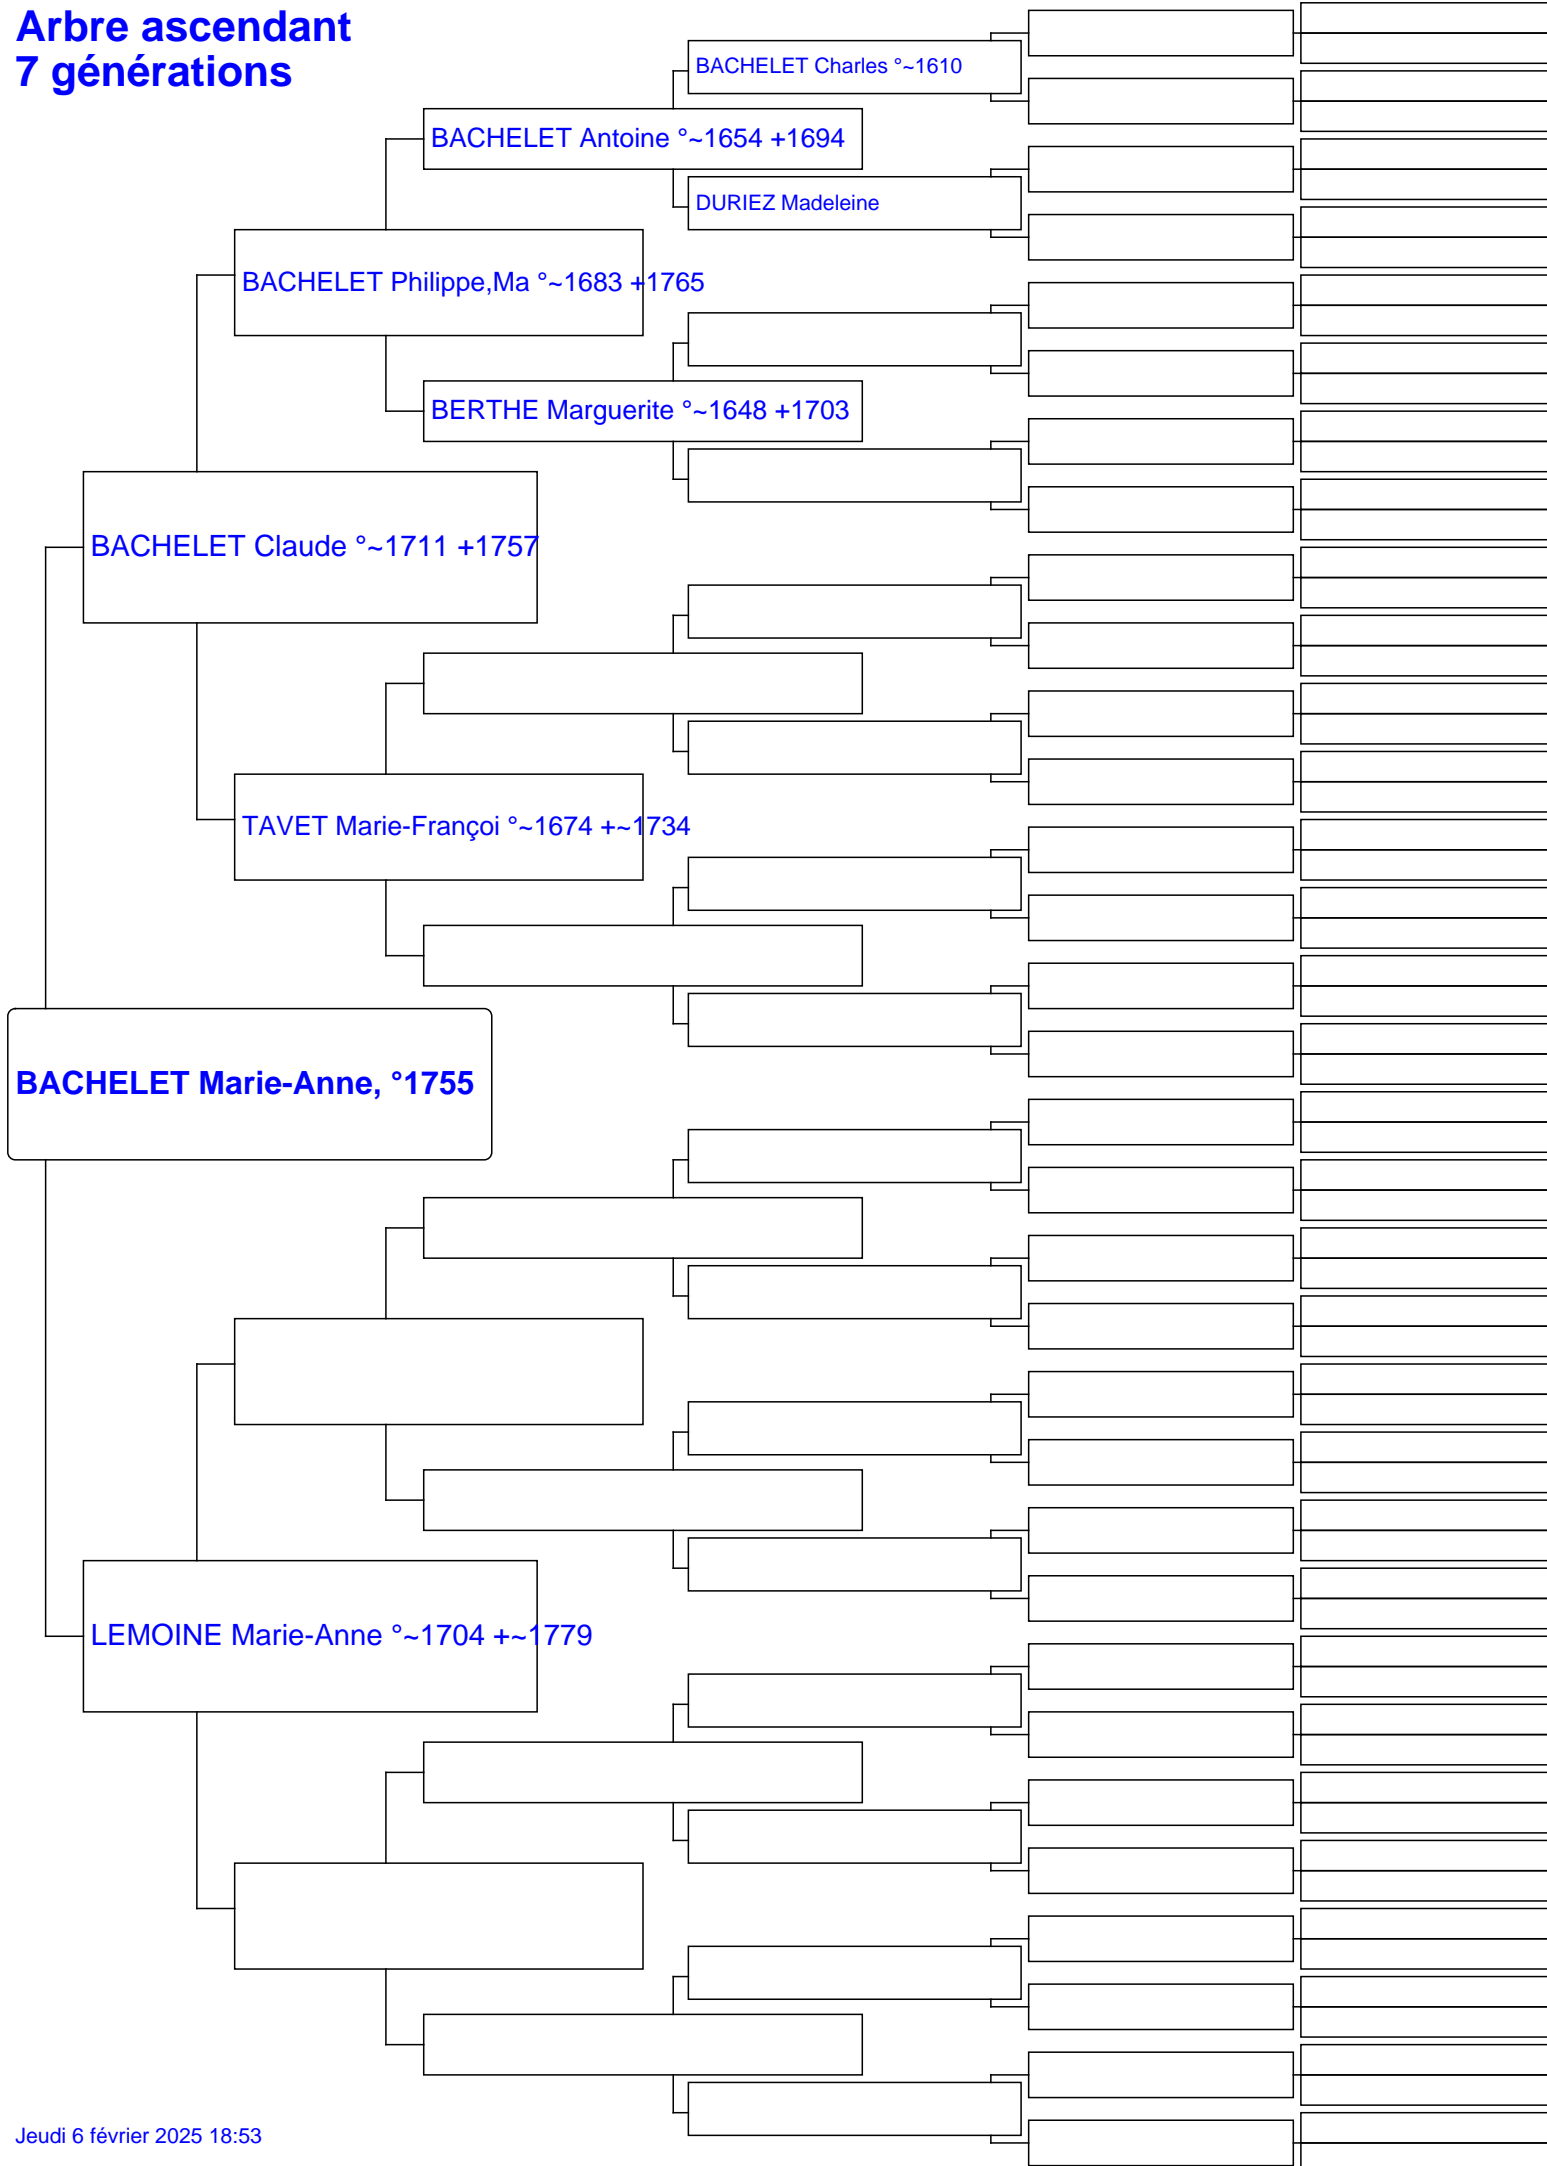 Arbre ascendant
7 générations
BACHELET Charles °~1610
BACHELET Antoine °~1654 +1694
DURIEZ Madeleine
BACHELET Philippe,Ma °~1683 +1765
BERTHE Marguerite °~1648 +1703
BACHELET Claude °~1711 +1757
TAVET Marie-Françoi °~1674 +~1734
BACHELET Marie-Anne, °1755
LEMOINE Marie-Anne °~1704 +~1779
Jeudi 6 février 2025 18:53